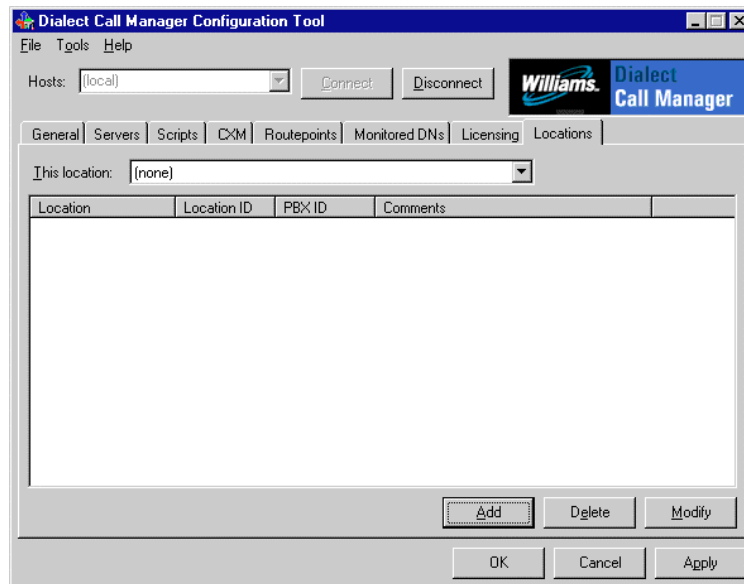 Dialect Call Manager Configuration Tool
File Tools Help
Hosts: (local) Connect Disconnect
Williams. Dialect
Call Manager
General Servers Scripts CXM Routepoints Monitored DNs Licensing Locations
This location: (none)
Location Location ID PBX ID Comments
Add Delete Modify
OK Cancel Apply